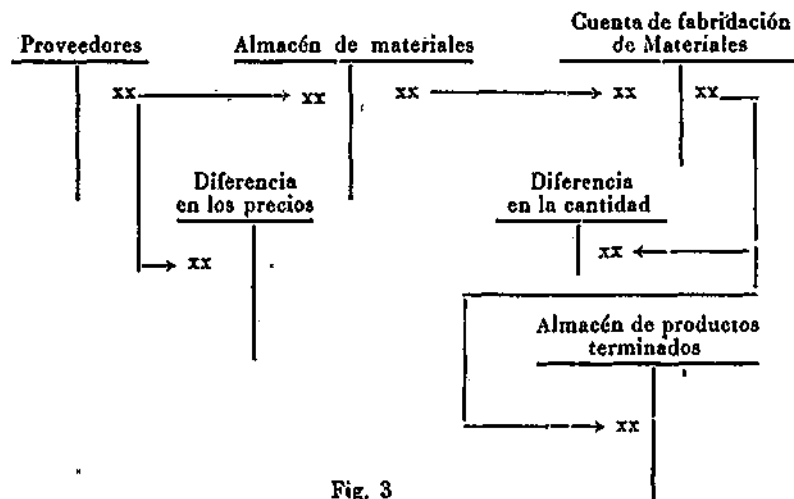 Cuenta de fabridación
Proveedores Almacén de materiales de Materiales
xx xx xx xx xx
Diferencia Diferencia
en los precios en la cantidad
xx xx
Almacén de productos
terminados
xx
Fig. 3